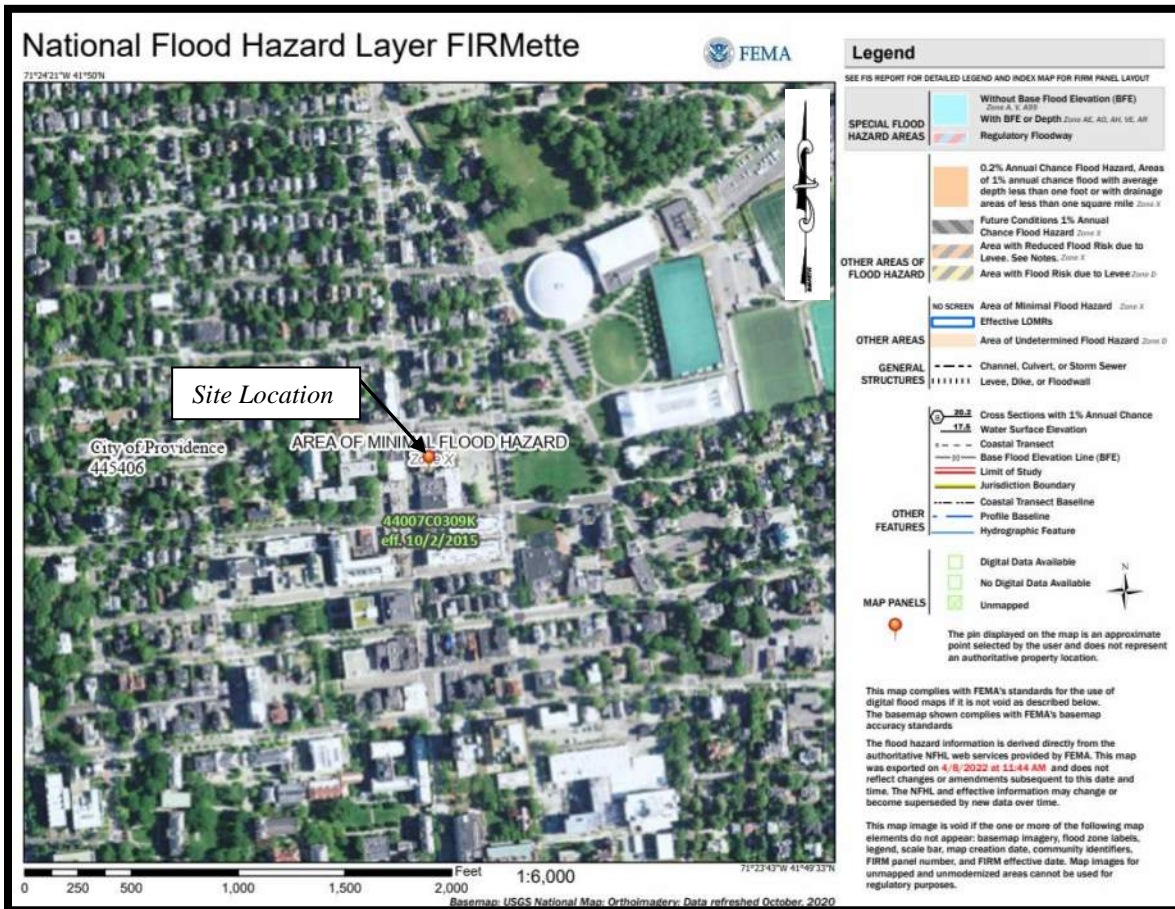 National Flood Hazard Layer FIRMette
FEMA
71°24'21"W 41°50'N
Site Location
AREA OF MINIMAL FLOOD HAZARD
Zone X
City of Providence
445406
44007C0309K
eff. 10/2/2015
Feet
1:6,000
71°23'43"W 41°49'33"N
0 250 500 1,000 1,500 2,000
Basemap: USGS National Map: Orthoimagery: Data refreshed October, 2020
Legend
SEE FIS REPORT FOR DETAILED LEGEND AND INDEX MAP FOR FIRM PANEL LAYOUT
SPECIAL FLOOD
HAZARD AREAS
Without Base Flood Elevation (BFE)
Zone A, V, A99
With BFE or Depth Zone AE, AO, AH, VE, AR
Regulatory Floodway
OTHER AREAS OF
FLOOD HAZARD
0.2% Annual Chance Flood Hazard, Areas
of 1% annual chance flood with average
depth less than one foot or with drainage
areas of less than one square mile Zone X
Future Conditions 1% Annual
Chance Flood Hazard Zone X
Area with Reduced Flood Risk due to
Levee. See Notes. Zone X
Area with Flood Risk due to Levee Zone D
OTHER AREAS
NO SCREEN Area of Minimal Flood Hazard Zone X
Effective LOMRs
Area of Undetermined Flood Hazard Zone D
GENERAL
STRUCTURES
Channel, Culvert, or Storm Sewer
Levee, Dike, or Floodwall
OTHER
FEATURES
20.2 Cross Sections with 1% Annual Chance
17.5 Water Surface Elevation
Coastal Transect
Base Flood Elevation Line (BFE)
Limit of Study
Jurisdiction Boundary
Coastal Transect Baseline
Profile Baseline
Hydrographic Feature
MAP PANELS
Digital Data Available
No Digital Data Available
Unmapped
N
The pin displayed on the map is an approximate
point selected by the user and does not represent
an authoritative property location.
This map complies with FEMA's standards for the use of
digital flood maps if it is not void as described below.
The basemap shown complies with FEMA's basemap
accuracy standards
The flood hazard information is derived directly from the
authoritative NFHL web services provided by FEMA. This map
was exported on 4/8/2022 at 11:44 AM and does not
reflect changes or amendments subsequent to this date and
time. The NFHL and effective information may change or
become superseded by new data over time.
This map image is void if the one or more of the following map
elements do not appear: basemap imagery, flood zone labels,
legend, scale bar, map creation date, community identifiers,
FIRM panel number, and FIRM effective date. Map images for
unmapped and unmodernized areas cannot be used for
regulatory purposes.